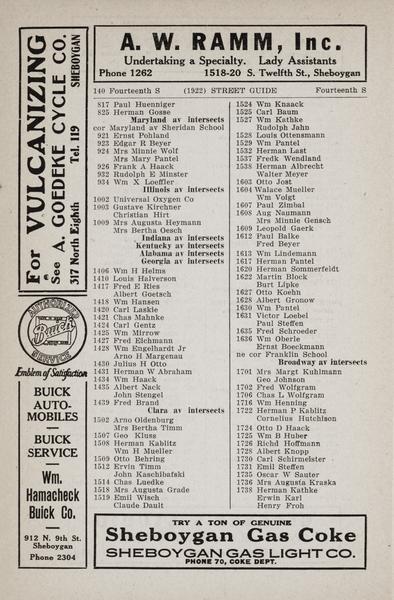 For VULCANIZING
See A. GOEDEKE CYCLE CO.
317 North Eighth Tel. 119 SHEBOYGAN
AUTHORIZED
Buick
SERVICE
Emblem of Satisfaction
BUICK
AUTO-
MOBILES
BUICK
SERVICE
Wm.
Hamacheck
Buick Co.
912 N. 9th St.
Sheboygan
Phone 2304
A. W. RAMM, Inc.
Undertaking a Specialty. Lady Assistants
Phone 1262 1518-20 S. Twelfth St., Sheboygan
140 Fourteenth S (1922) STREET GUIDE Fourteenth S
817 Paul Huenniger
825 Herman Gosse
Maryland av intersects
cor Maryland av Sheridan School
921 Ernst Pohland
923 Edgar R Beyer
924 Mrs Minnie Wolf
Mrs Mary Pantel
926 Frank A Haack
932 Rudolph E Minster
934 Wm X Loeffler
Illinois av intersects
1002 Universal Oxygen Co
1003 Gustave Kirchner
Christian Hirt
1009 Mrs Augusta Heymann
Mrs Bertha Oesch
Indiana av intersects
Kentucky av intersects
Alabama av intersects
Georgia av intersects
1406 Wm H Helms
1410 Louis Halverson
1417 Fred E Ries
Albert Goetsch
1418 Wm Hansen
1420 Carl Laskie
1421 Chas Mahnke
1424 Carl Gentz
1425 Wm Mirrow
1427 Fred Elchmann
1428 Wm Engelhardt Jr
Arno H Margenau
1430 Julius H Otto
1431 Herman W Abraham
1434 Wm Haack
1435 Albert Nack
John Stengel
1439 Fred Brand
Clara av intersects
1502 Arno Oldenburg
Mrs Bertha Timm
1507 Geo Kluss
1508 Herman Kablitz
Wm H Mueller
1509 Otto Behring
1512 Ervin Timm
John Kaschibafski
1514 Chas Luedke
1518 Mrs Augusta Grade
1519 Emil Wisch
Claude Dault
1524 Wm Knaack
1525 Carl Baum
1527 Wm Kathke
Rudolph Jahn
1528 Louis Ottensmann
1529 Wm Pantel
1532 Herman Last
1537 Fredk Wendland
1538 Herman Albrecht
Walter Meyer
1603 Otto Jost
1604 Walace Mueller
Wm Voigt
1607 Paul Zimbal
1608 Aug Naumann
Mrs Minnie Gensch
1609 Leopold Gaerk
1612 Paul Balke
Fred Beyer
1613 Wm Lindemann
1617 Herman Pantel
1620 Herman Sommerfeldt
1622 Martin Block
Burt Lipke
1627 Otto Koehn
1628 Albert Gronow
1630 Wm Pantel
1631 Victor Loebel
Paul Steffen
1635 Fred Schroeder
1636 Wm Oberle
Ernst Boeckmann
ne cor Franklin School
Broadway av intersects
1701 Mrs Margt Kuhlmann
Geo Johnson
1702 Fred Wolfgram
1706 Chas L Wolfgram
1716 Wm Henning
1722 Herman P Kablitz
Cornelius Hutchison
1724 Otto D Haack
1725 Wm B Huber
1726 Richd Hoffmann
1728 Albert Knopp
1730 Carl Schirmeister
1731 Emil Steffen
1735 Oscar W Sauter
1736 Mrs Augusta Kraska
1738 Herman Kathke
Erwin Karl
Henry Froh
TRY A TON OF GENUINE
Sheboygan Gas Coke
SHEBOYGAN GAS LIGHT CO.
PHONE 70, COKE DEPT.